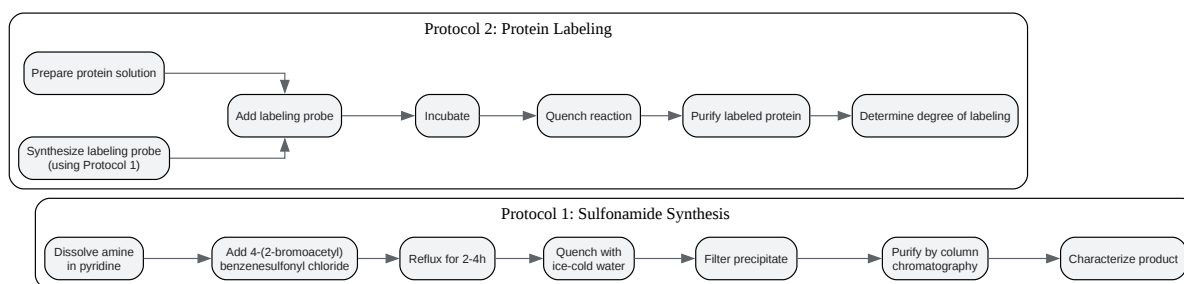 Protocol 2: Protein Labeling
Prepare protein solution
Synthesize labeling probe
(using Protocol 1)
Add labeling probe
Incubate
Quench reaction
Purify labeled protein
Determine degree of labeling
Protocol 1: Sulfonamide Synthesis
Dissolve amine
in pyridine
Add 4-(2-bromoacetyl)
benzenesulfonyl chloride
Reflux for 2-4h
Quench with
ice-cold water
Filter precipitate
Purify by column
chromatography
Characterize product